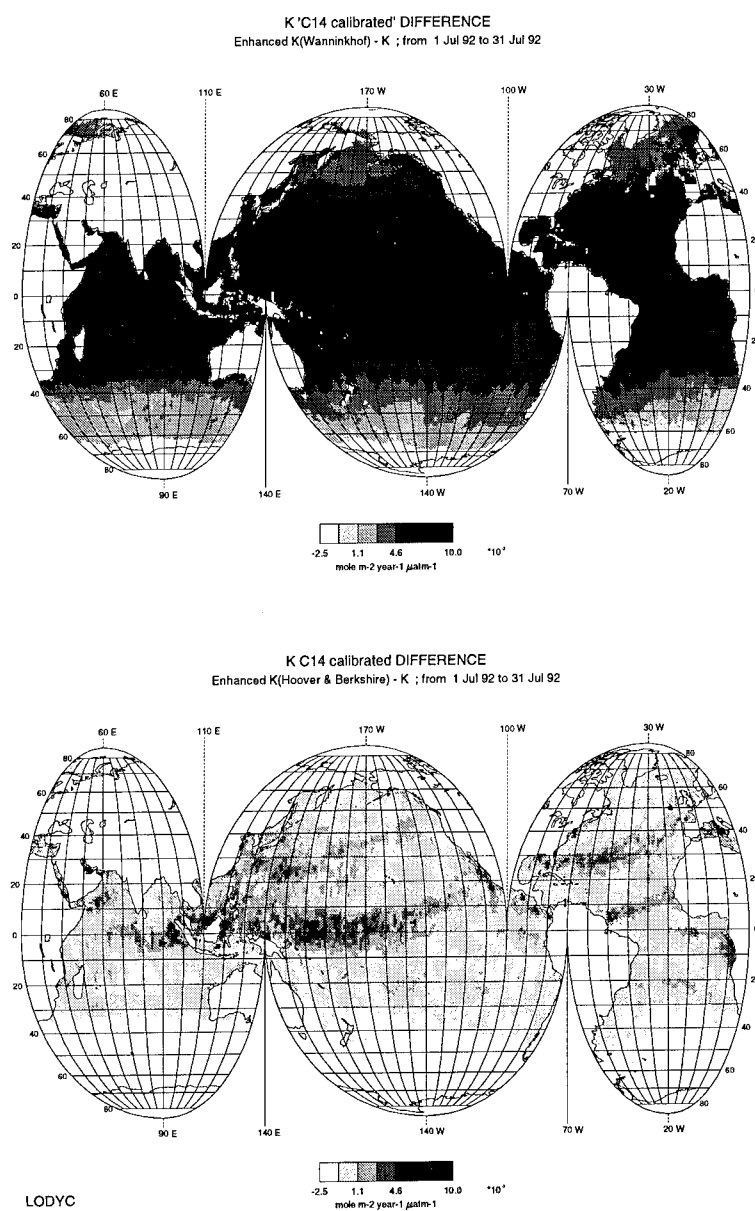 K 'C14 calibrated' DIFFERENCE
Enhanced K(Wanninkhof) - K ; from 1 Jul 92 to 31 Jul 92
60 E
110 E
170 W
100 W
30 W
80
60
40
20
0
20
40
60
80
90 E
140 E
140 W
70 W
20 W
-2.5 1.1 4.6 10.0
mole m-2 year-1 µatm-1
K C14 calibrated DIFFERENCE
Enhanced K(Hoover & Berkshire) - K ; from 1 Jul 92 to 31 Jul 92
60 E
110 E
170 W
100 W
30 W
80
60
40
20
0
20
40
60
80
90 E
140 E
140 W
70 W
20 W
-2.5 1.1 4.6 10.0
mole m-2 year-1 µatm-1
LODYC